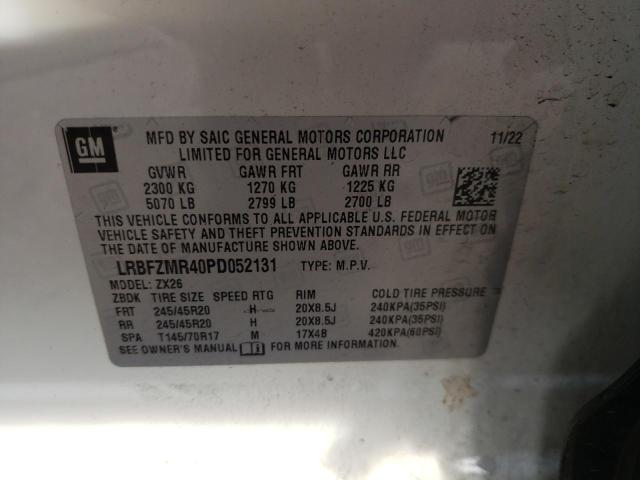 GM
MFD BY SAIC GENERAL MOTORS CORPORATION 11/22
LIMITED FOR GENERAL MOTORS LLC
GVWR GAWR FRT GAWR RR
2300 KG 1270 KG 1225 KG
5070 LB 2799 LB 2700 LB
THIS VEHICLE CONFORMS TO ALL APPLICABLE U.S. FEDERAL MOTOR
VEHICLE SAFETY AND THEFT PREVENTION STANDARDS IN EFFECT ON
THE DATE OF MANUFACTURE SHOWN ABOVE.
LRBFZMR40PD052131 TYPE: M.P.V.
MODEL: ZX26
ZBDK TIRE SIZE SPEED RTG RIM COLD TIRE PRESSURE
FRT 245/45R20 H 20X8.5J 240KPA(35PSI)
RR 245/45R20 H 20X8.5J 240KPA(35PSI)
SPA T145/70R17 M 17X4B 420KPA(60PSI)
SEE OWNER'S MANUAL FOR MORE INFORMATION